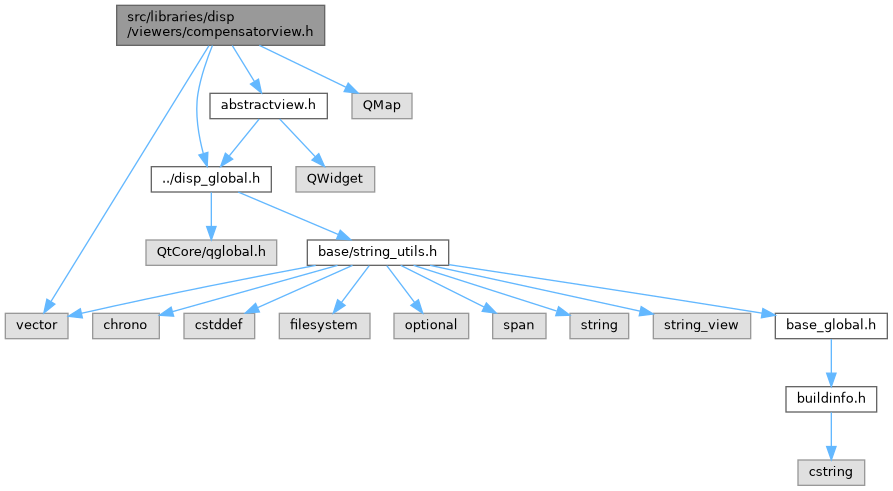 src/libraries/disp
/viewers/compensatorview.h
abstractview.h
QMap
../disp_global.h
QWidget
QtCore/qglobal.h
base/string_utils.h
vector
chrono
cstddef
filesystem
optional
span
string
string_view
base_global.h
buildinfo.h
cstring